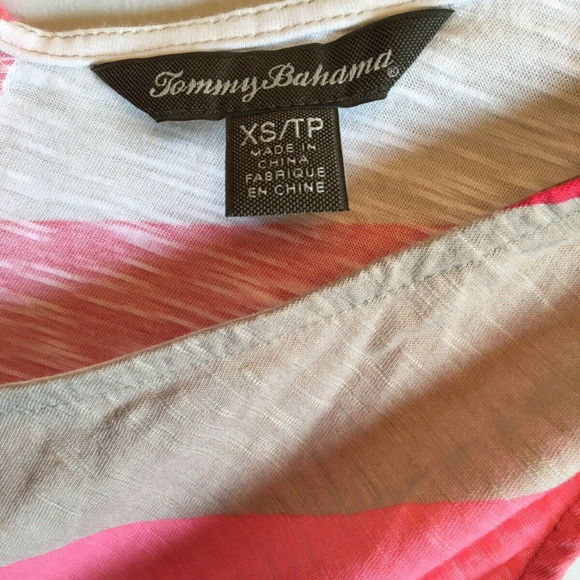 Tommy Bahama®
XS/TP
MADE IN
CHINA
FABRIQUE
EN CHINE